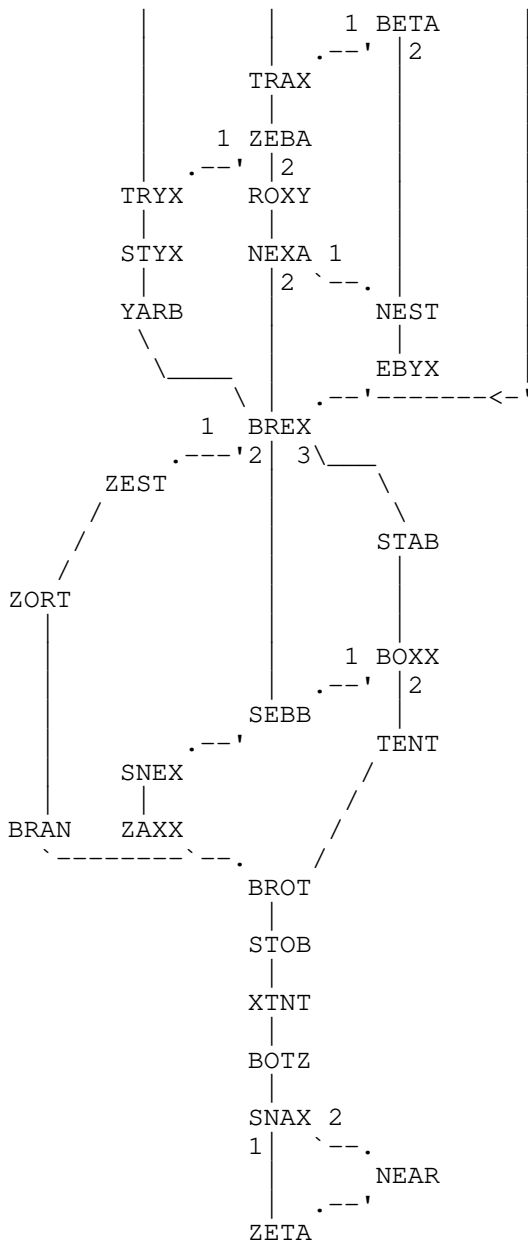 1 BETA
2
TRAX
1 ZEBA
2
TRYX ROXY
STYX NEXA 1
2
YARB NEST
EBYX
1 BREX
2 3
ZEST
STAB
ZORT
1 BOXX
2
SEBB
TENT
SNEX
BRAN ZAXX
BROT
STOB
XTNT
BOTZ
SNAX 2
1
NEAR
ZETA